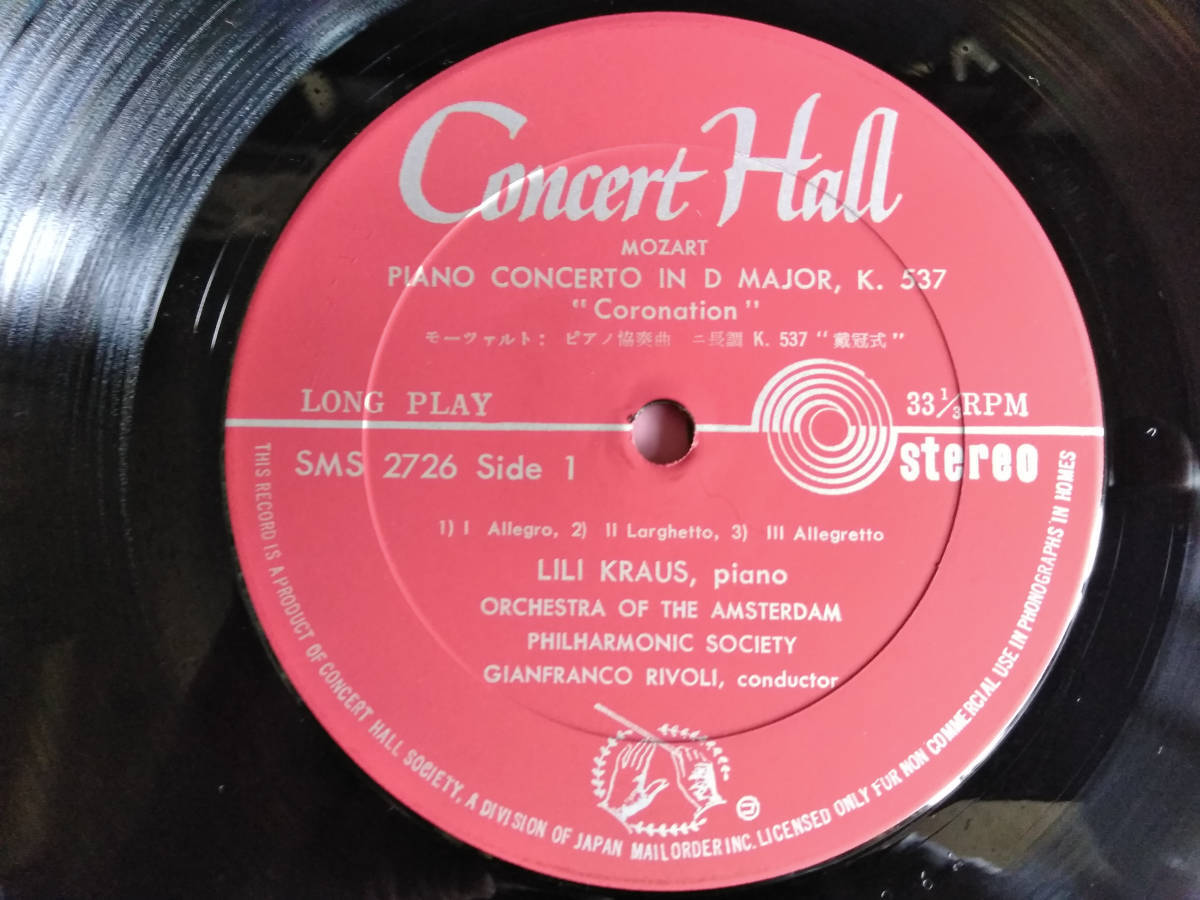 Concert Hall
MOZART
PIANO CONCERTO IN D MAJOR, K. 537
"Coronation"
モーツァルト: ピアノ協奏曲 ニ長調 K. 537 "戴冠式"
LONG PLAY
33 1/3 RPM
SMS 2726 Side 1
stereo
1) I Allegro, 2) II Larghetto, 3) III Allegretto
LILI KRAUS, piano
ORCHESTRA OF THE AMSTERDAM
PHILHARMONIC SOCIETY
GIANFRANCO RIVOLI, conductor
THIS RECORD IS A PRODUCT OF CONCERT HALL SOCIETY, A DIVISION OF JAPAN MAIL ORDER INC. LICENSED ONLY FUR NON COMMERCIAL USE IN PHONOGRAPHS IN HOMES